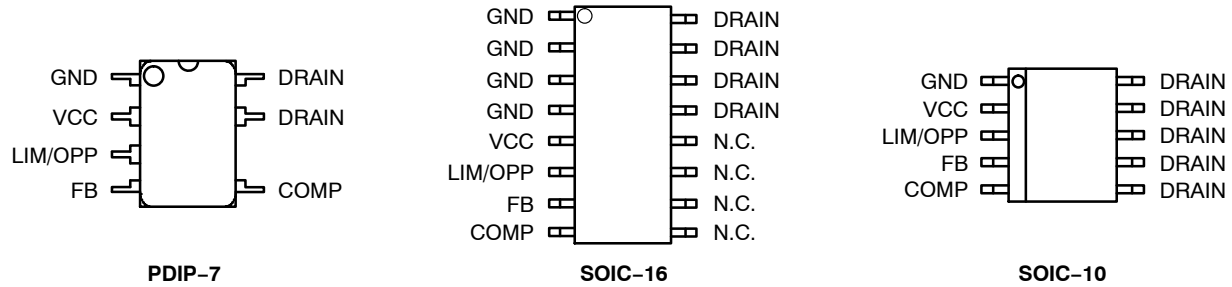 GND DRAIN
VCC DRAIN
LIM/OPP
FB COMP
PDIP−7
GND DRAIN
GND DRAIN
GND DRAIN
GND DRAIN
VCC N.C.
LIM/OPP N.C.
FB N.C.
COMP N.C.
SOIC−16
GND DRAIN
VCC DRAIN
LIM/OPP DRAIN
FB DRAIN
COMP DRAIN
SOIC−10